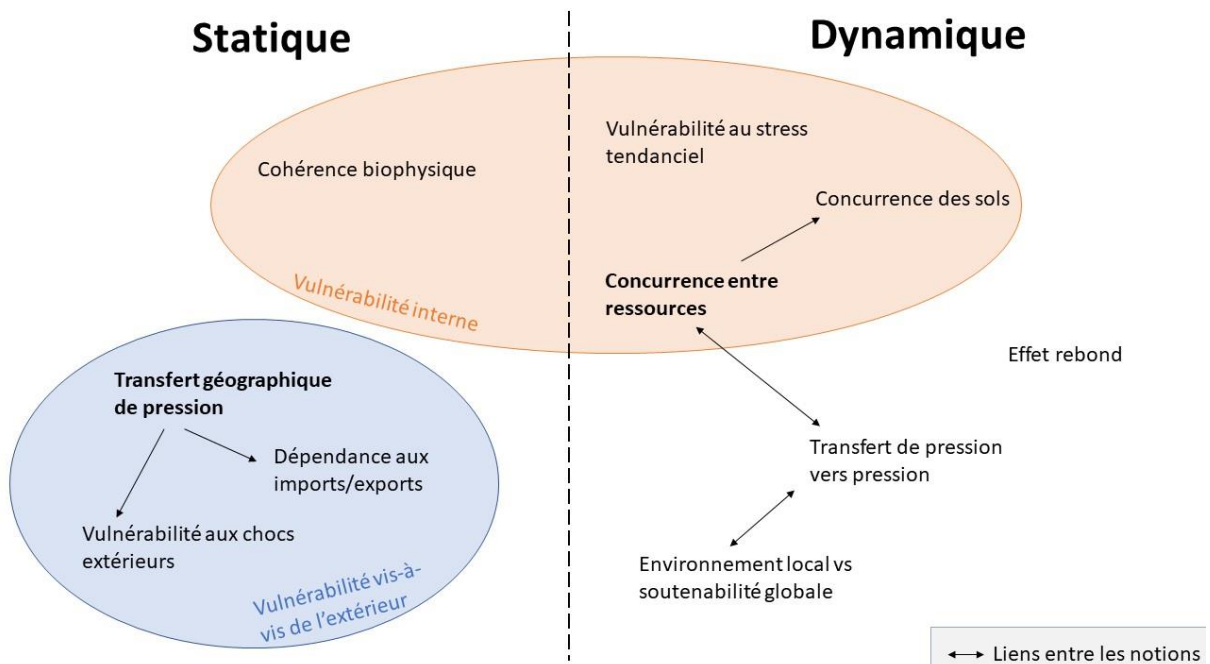 Statique
Dynamique
Vulnérabilité au stress
tendanciel
Cohérence biophysique
Concurrence des sols
Concurrence entre
ressources
Vulnérabilité interne
Effet rebond
Transfert géographique
de pression
Transfert de pression
vers pression
Dépendance aux
imports/exports
Vulnérabilité aux chocs
extérieurs
Environnement local vs
soutenabilité globale
Vulnérabilité vis-à-
vis de l'extérieur
Liens entre les notions